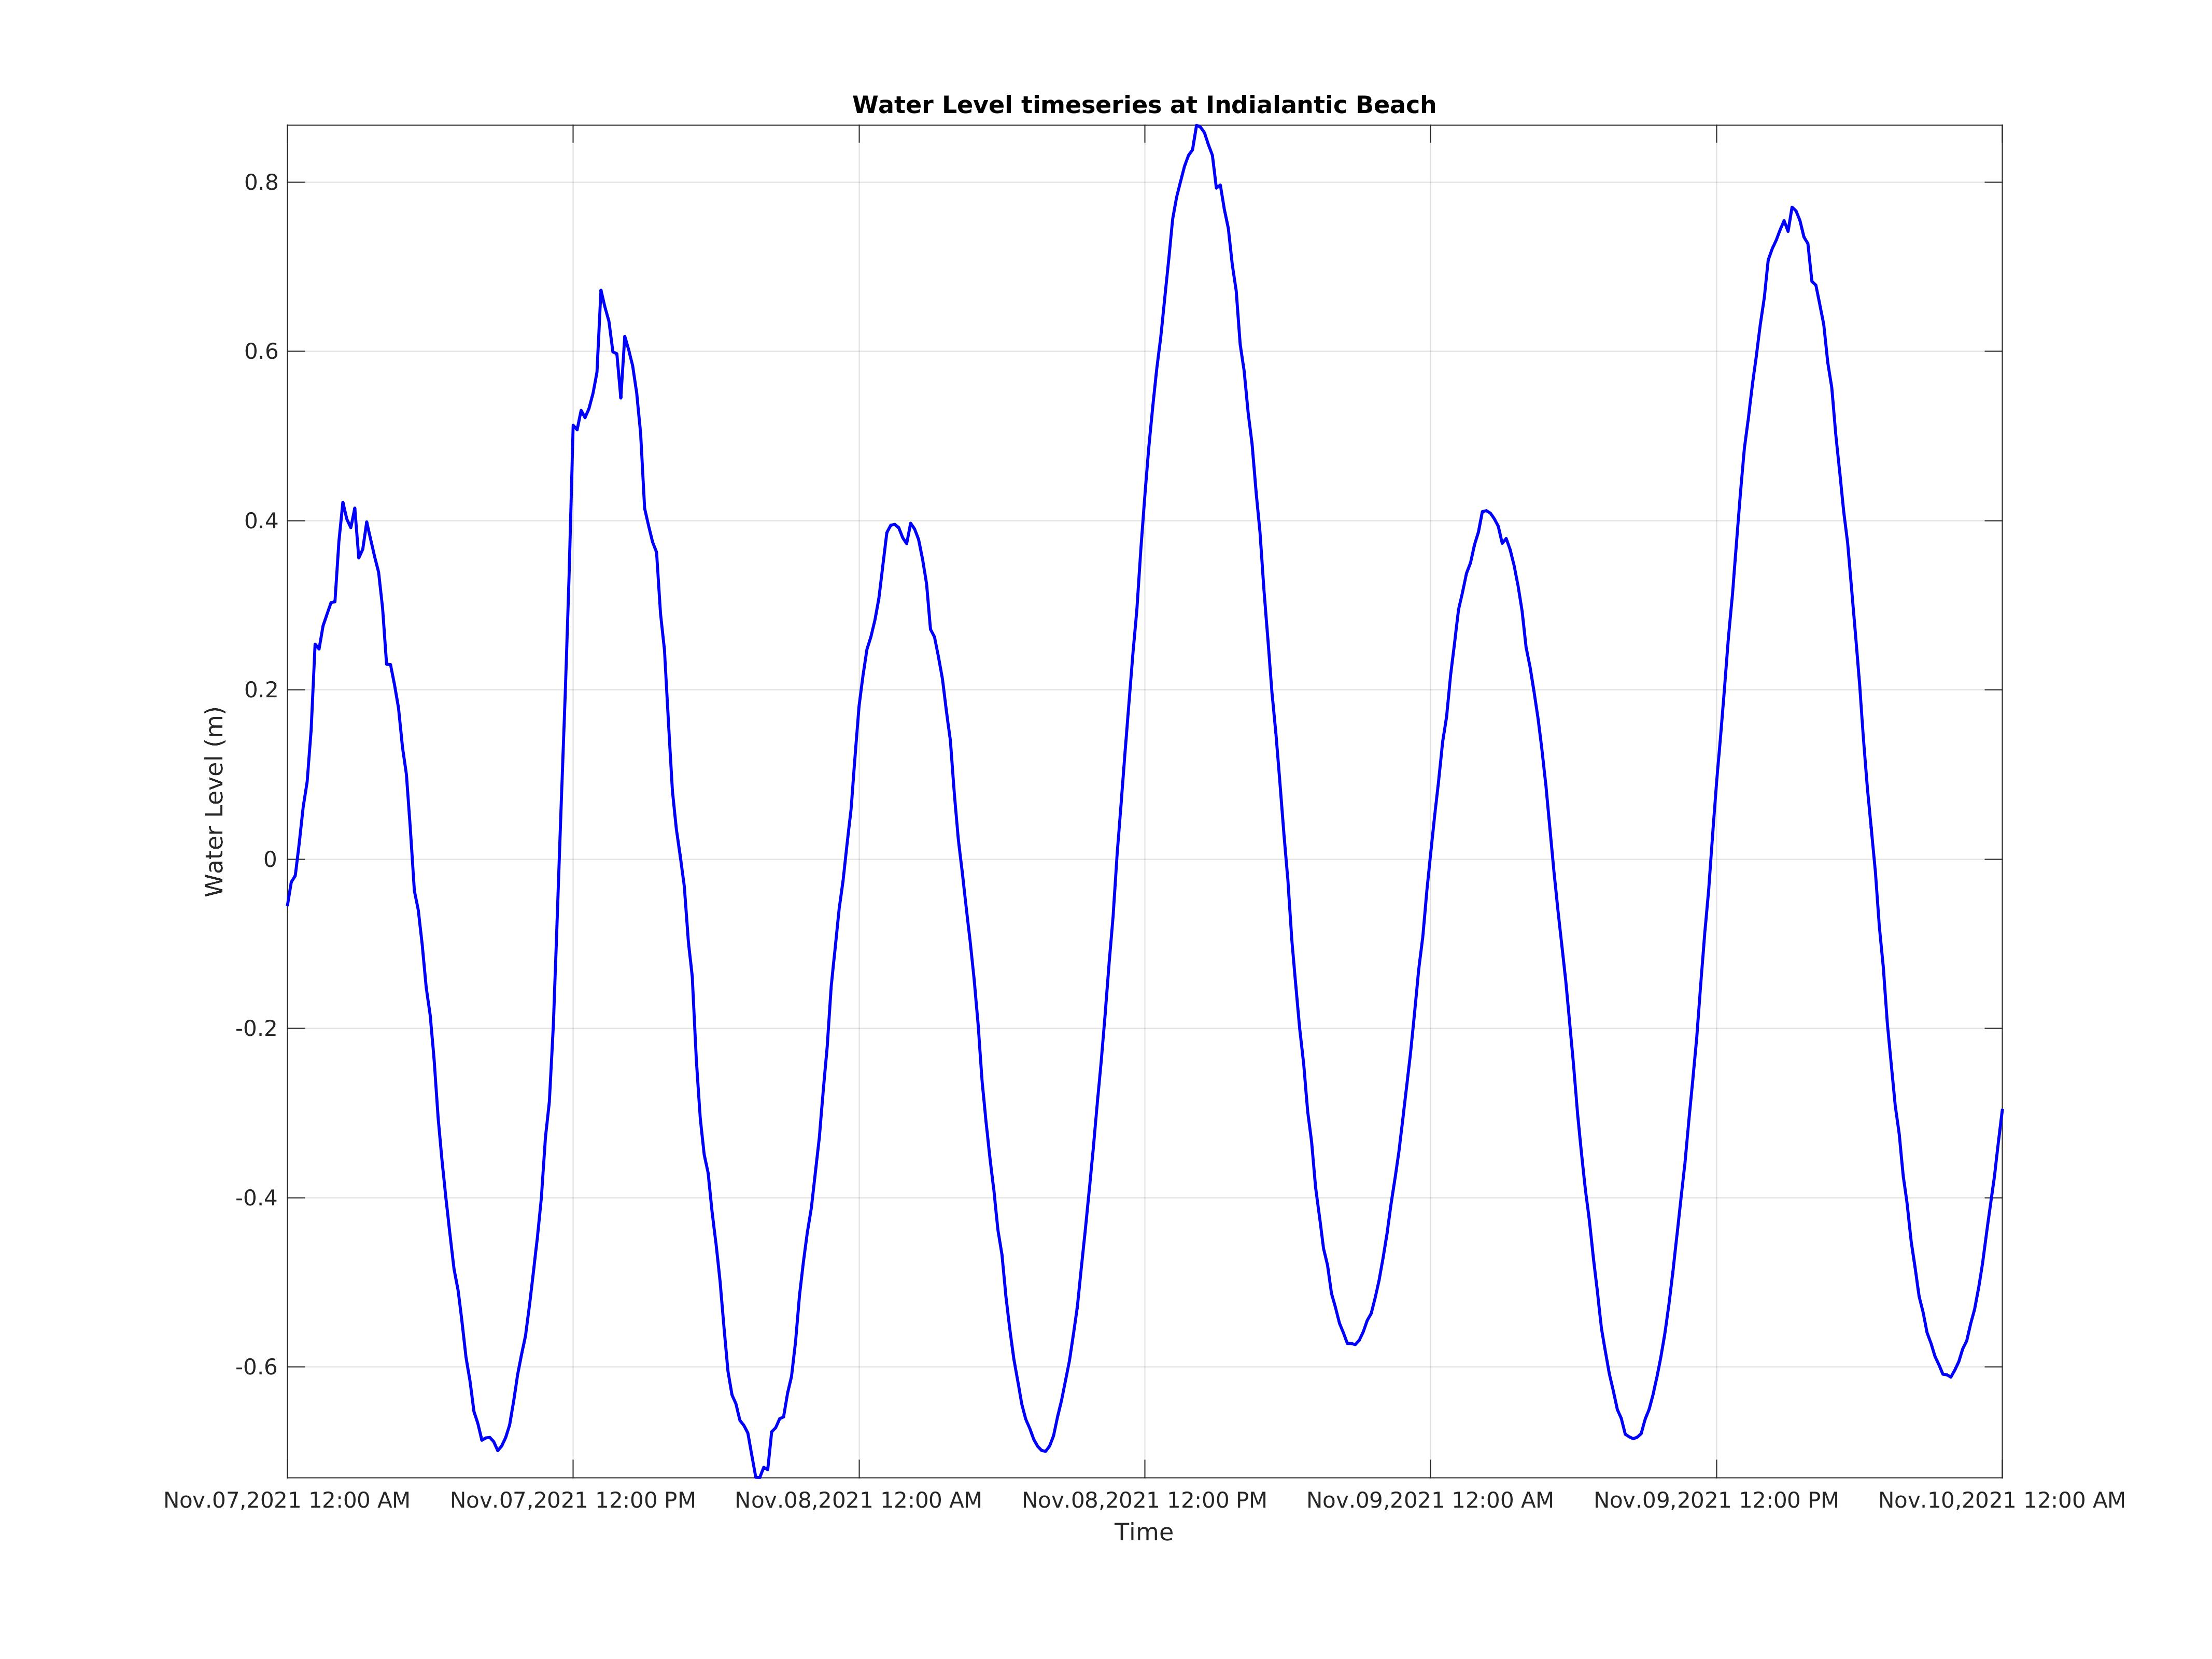 Water Level timeseries at Indialantic Beach
0.8
0.6
0.4
0.2
0
-0.2
-0.4
-0.6
Water Level (m)
Nov.07,2021 12:00 AM Nov.07,2021 12:00 PM Nov.08,2021 12:00 AM Nov.08,2021 12:00 PM Nov.09,2021 12:00 AM Nov.09,2021 12:00 PM Nov.10,2021 12:00 AM
Time